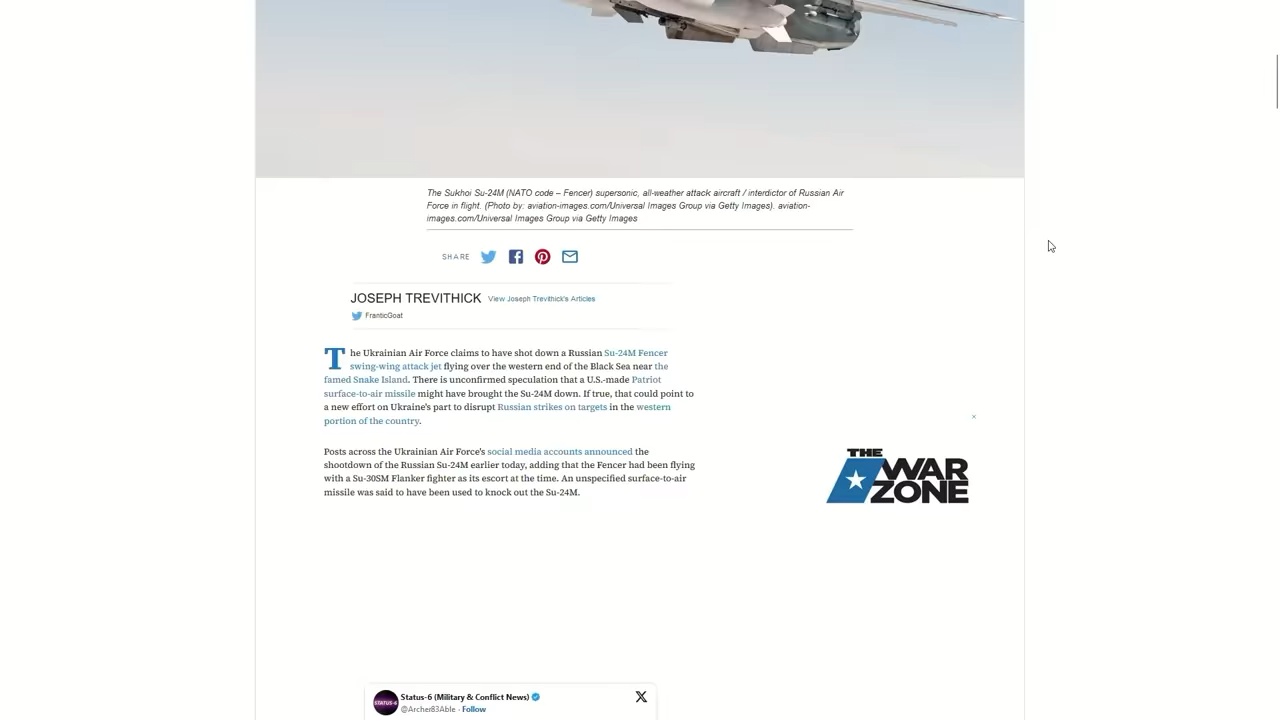 The Sukhoi Su-24M (NATO code – Fencer) supersonic, all-weather attack aircraft / interdictor of Russian Air
Force in flight. (Photo by: aviation-images.com/Universal Images Group via Getty Images). aviation-
images.com/Universal Images Group via Getty Images
SHARE
JOSEPH TREVITHICK View Joseph Trevithick's Articles
FranticGoat
The Ukrainian Air Force claims to have shot down a Russian Su-24M Fencer
swing-wing attack jet flying over the western end of the Black Sea near the
famed Snake Island. There is unconfirmed speculation that a U.S.-made Patriot
surface-to-air missile might have brought the Su-24M down. If true, that could point to
a new effort on Ukraine's part to disrupt Russian strikes on targets in the western
portion of the country.
Posts across the Ukrainian Air Force's social media accounts announced the
shootdown of the Russian Su-24M earlier today, adding that the Fencer had been flying
with a Su-30SM Flanker fighter as its escort at the time. An unspecified surface-to-air
missile was said to have been used to knock out the Su-24M.
THE
WAR
ZONE
STATUS-6
Status-6 (Military & Conflict News)
@Archer83Able · Follow